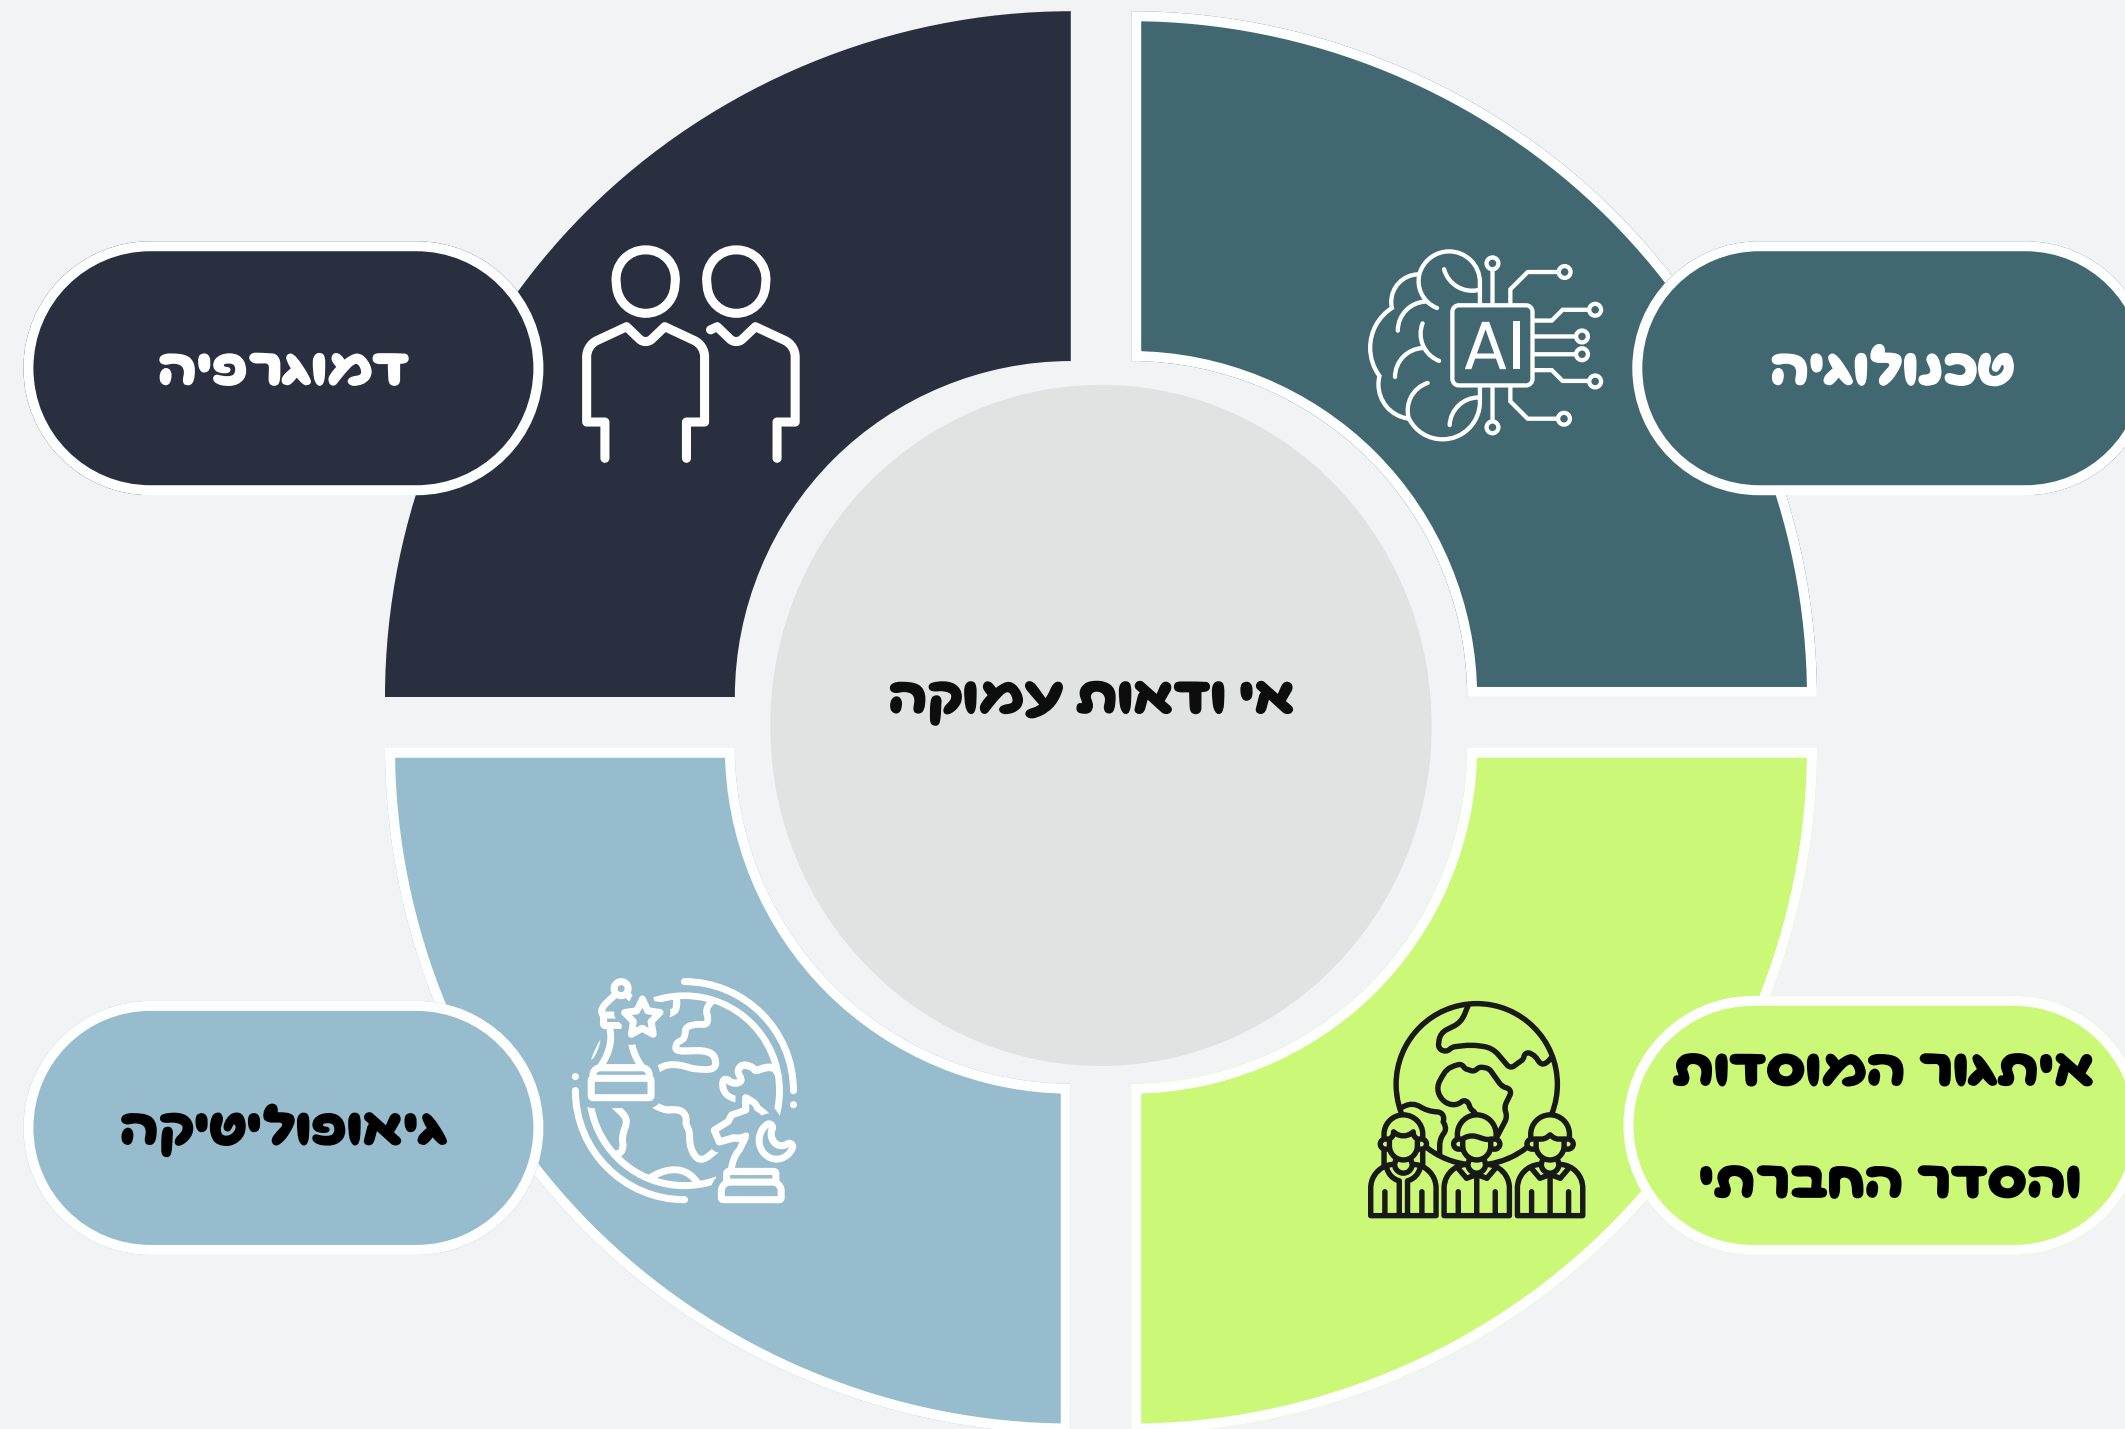 טכנולוגיה
דמוגרפיה
AI
אי ודאות עמוקה
איתגור המוסדות
והסדר החברתי
גיאופוליטיקה